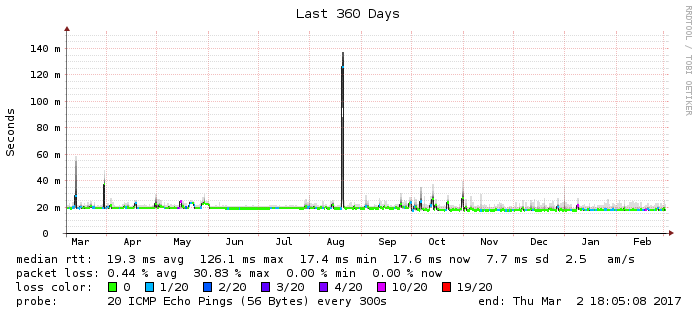 Last 360 Days
RRDTOOL / TOBI OETIKER
Seconds
140 m
120 m
100 m
80 m
60 m
40 m
20 m
0
Mar Apr May Jun Jul Aug Sep Oct Nov Dec Jan Feb
median rtt: 19.3 ms avg 126.1 ms max 17.4 ms min 17.6 ms now 7.7 ms sd 2.5 am/s
packet loss: 0.44 % avg 30.83 % max 0.00 % min 0.00 % now
loss color: 0 1/20 2/20 3/20 4/20 10/20 19/20
probe: 20 ICMP Echo Pings (56 Bytes) every 300s end: Thu Mar 2 18:05:08 2017